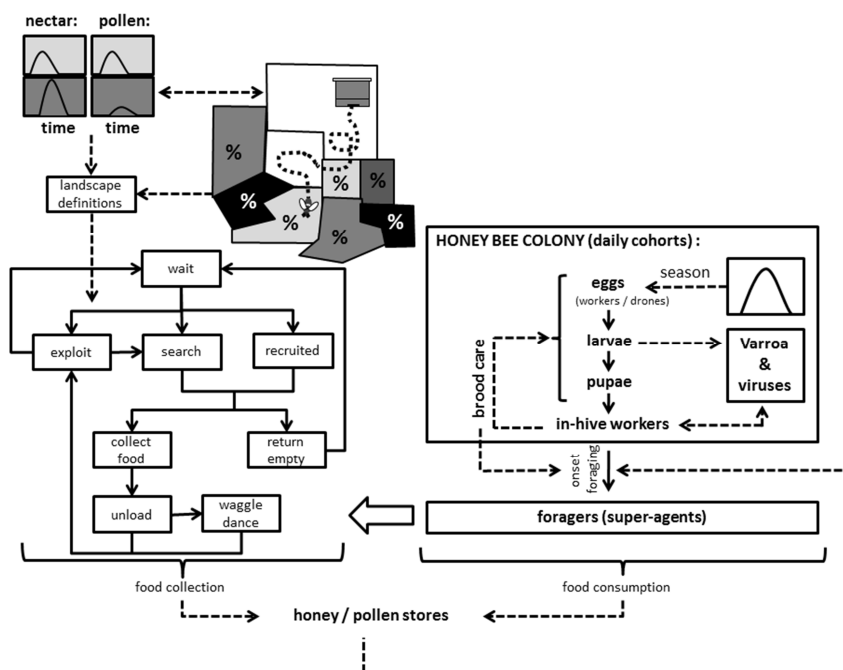 nectar: pollen:
time time
%
%
%
%
%
%
%
landscape
definitions
wait
exploit
search
recruited
collect
food
return
empty
unload
waggle
dance
food collection
HONEY BEE COLONY (daily cohorts) :
eggs
(workers / drones)
season
larvae
pupae
in-hive workers
Varroa
&
viruses
brood care
onset
foraging
foragers (super-agents)
food consumption
honey / pollen stores